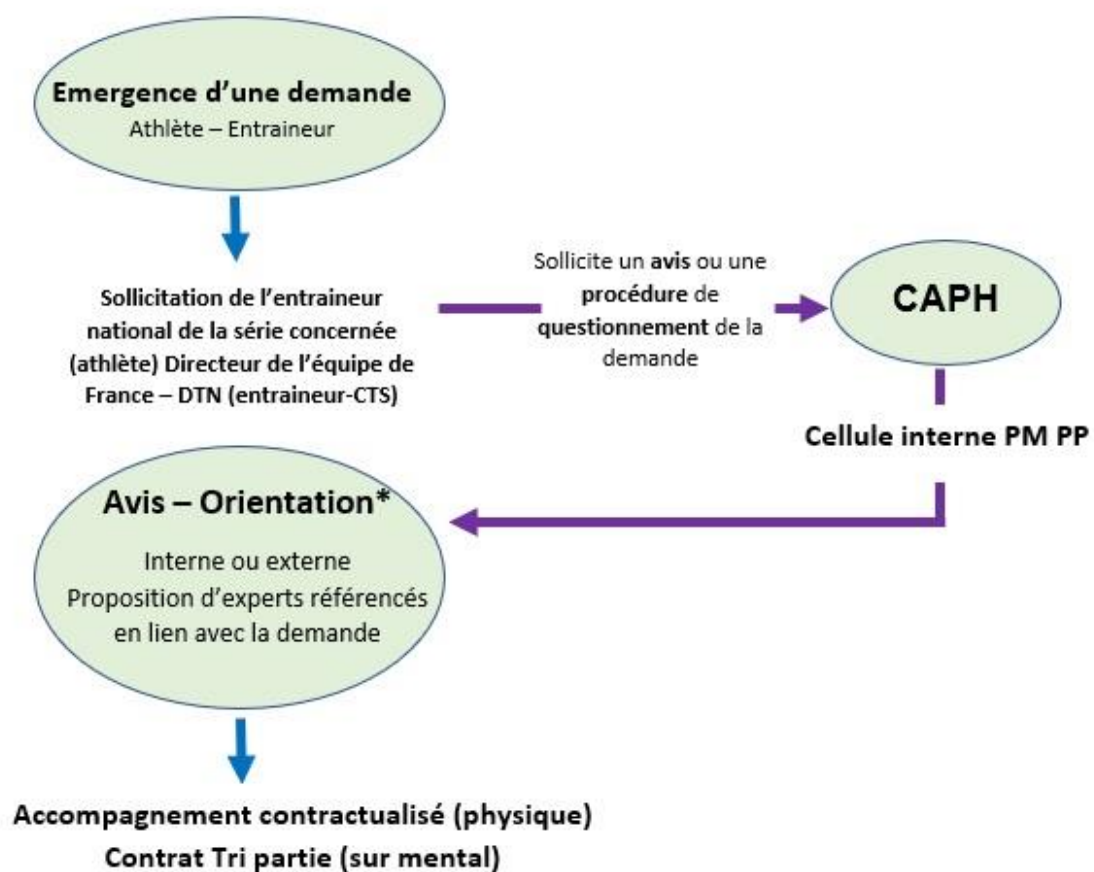 Emergence d’une demande
Athlète – Entraineur
Sollicitation de l’entraineur
national de la série concernée
(athlète) Directeur de l’équipe de
France – DTN (entraineur-CTS)
Sollicite un avis ou une
procédure de
questionnement de la
demande
CAPH
Cellule interne PM PP
Avis – Orientation*
Interne ou externe
Proposition d’experts référencés
en lien avec la demande
Accompagnement contractualisé (physique)
Contrat Tri partie (sur mental)